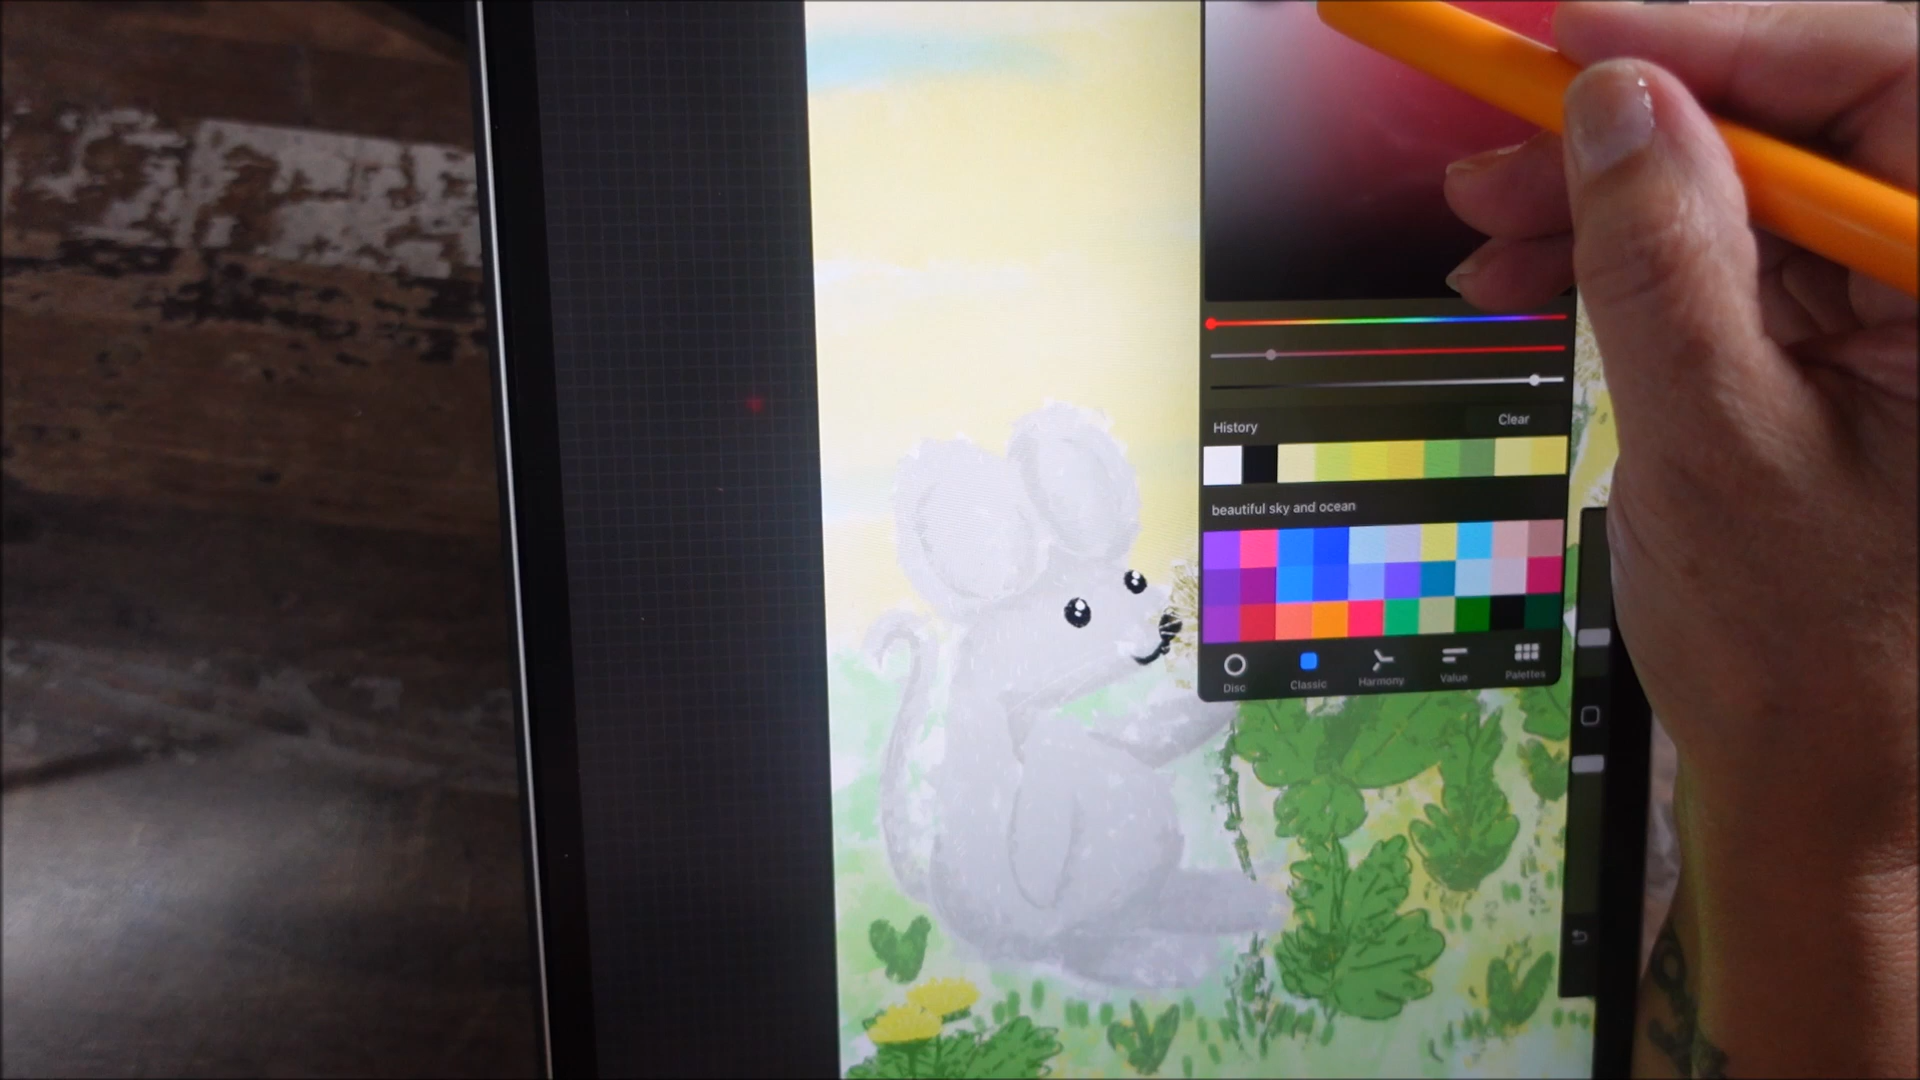 History
Clear
beautiful sky and ocean
Disc
Classic
Harmony
Value
Palettes